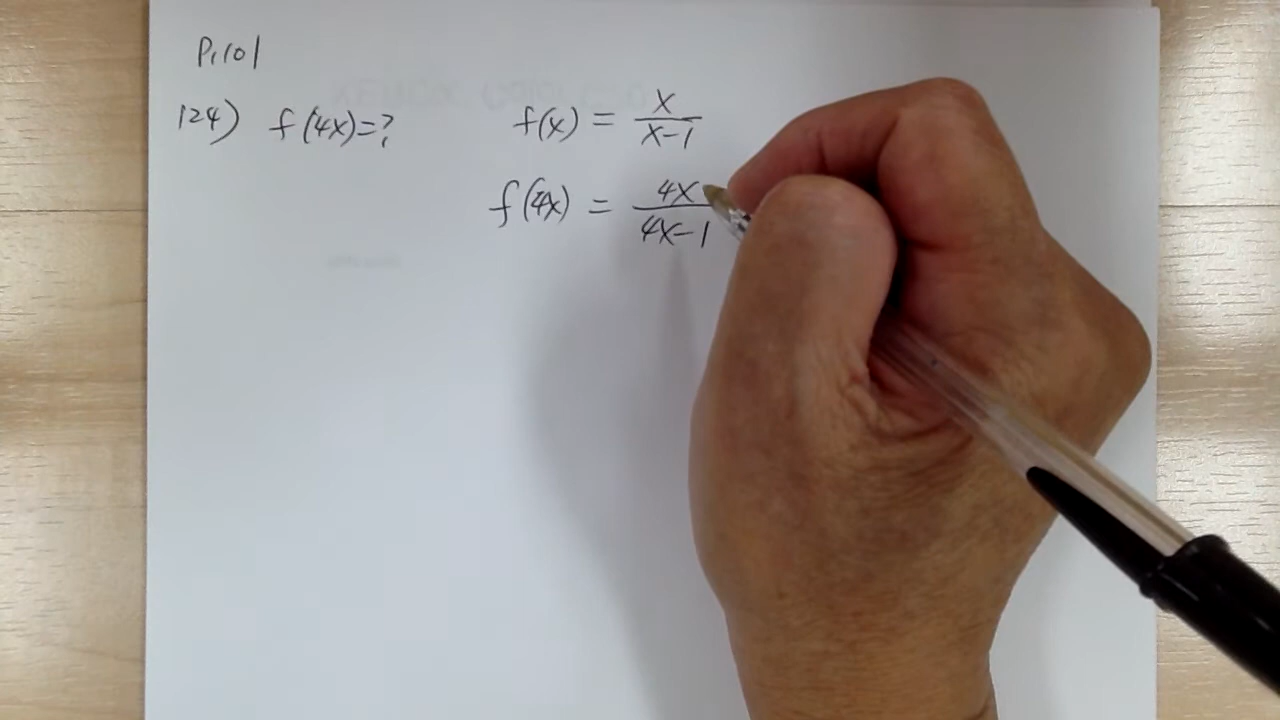 P.101
124) f(4x)=? f(x) = x/(x-1)
f(4x) = 4x/(4x-1)